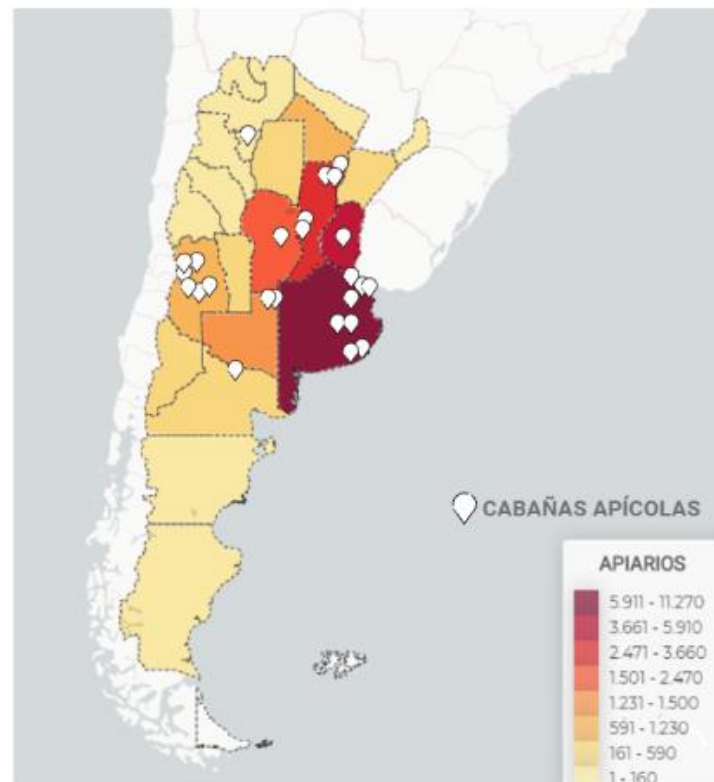 CABAÑAS APÍCOLAS
APIARIOS
5.911 - 11.270
3.661 - 5.910
2.471 - 3.660
1.501 - 2.470
1.231 - 1.500
591 - 1.230
161 - 590
1 - 160